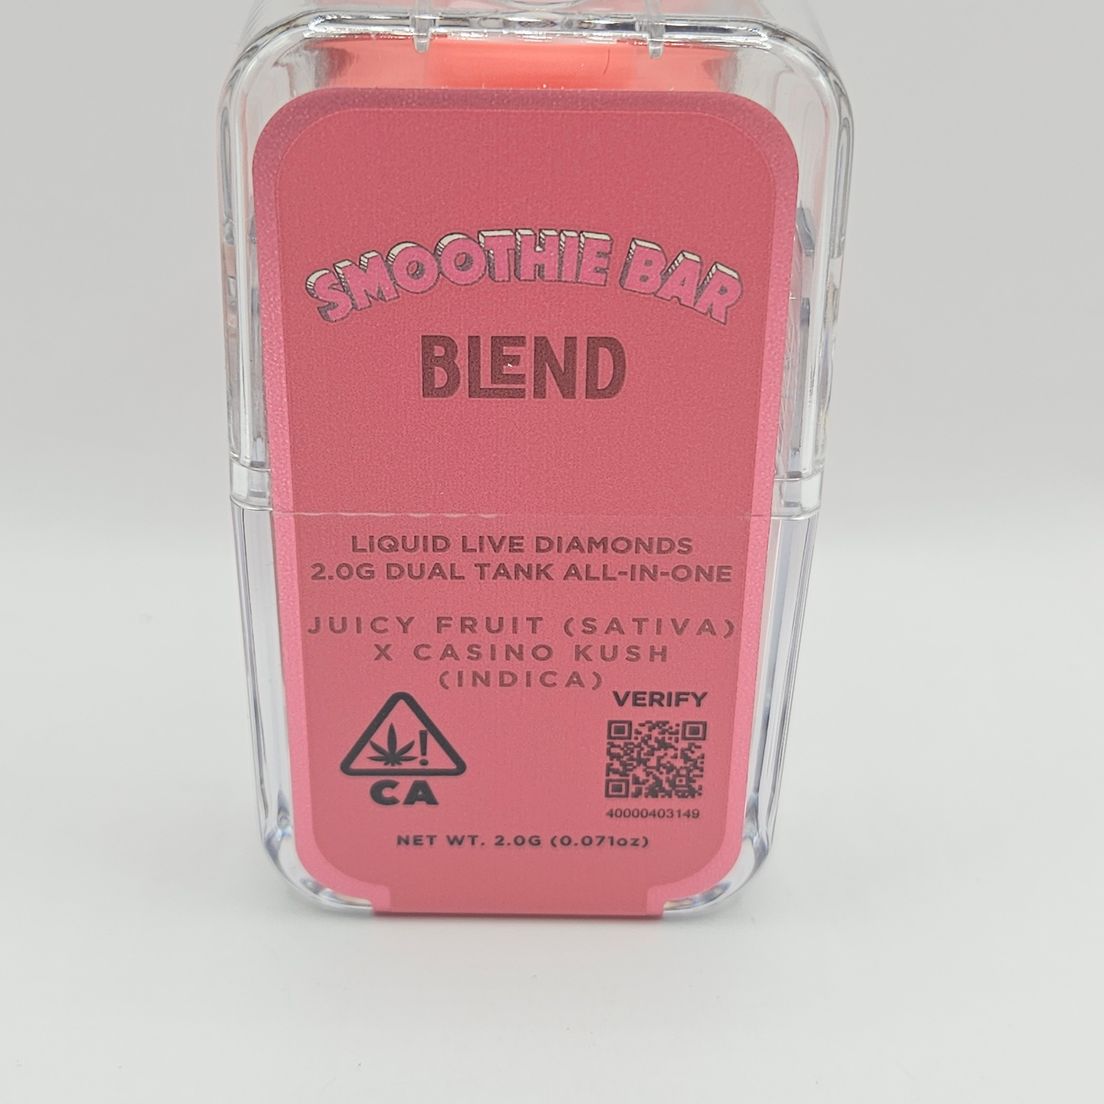 SMOOTHIE BAR
BLEND
LIQUID LIVE DIAMONDS
2.0G DUAL TANK ALL-IN-ONE
JUICY FRUIT (SATIVA)
X CASINO KUSH
(INDICA)
VERIFY
!
CA
40000403149
NET WT. 2.0G (0.071oz)